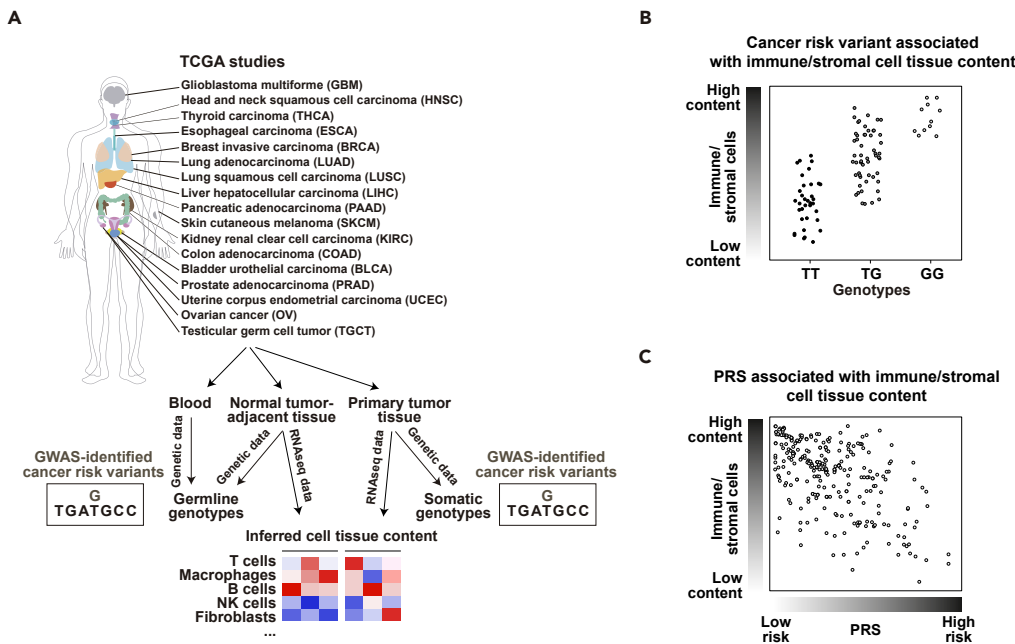 A
TCGA studies
Glioblastoma multiforme (GBM)
Head and neck squamous cell carcinoma (HNSC)
Thyroid carcinoma (THCA)
Esophageal carcinoma (ESCA)
Breast invasive carcinoma (BRCA)
Lung adenocarcinoma (LUAD)
Lung squamous cell carcinoma (LUSC)
Liver hepatocellular carcinoma (LIHC)
Pancreatic adenocarcinoma (PAAD)
Skin cutaneous melanoma (SKCM)
Kidney renal clear cell carcinoma (KIRC)
Colon adenocarcinoma (COAD)
Bladder urothelial carcinoma (BLCA)
Prostate adenocarcinoma (PRAD)
Uterine corpus endometrial carcinoma (UCEC)
Ovarian cancer (OV)
Testicular germ cell tumor (TGCT)
Blood
Normal tumor-
adjacent tissue
Primary tumor
tissue
Genetic data
Genetic data
RNAseq data
RNAseq data
Genetic data
GWAS-identified
cancer risk variants
G
TGATGCC
Germline
genotypes
Somatic
genotypes
GWAS-identified
cancer risk variants
G
TGATGCC
Inferred cell tissue content
T cells
Macrophages
B cells
NK cells
Fibroblasts
...
B
Cancer risk variant associated
with immune/stromal cell tissue content
High
content
Immune/
stromal cells
Low
content
TT
TG
GG
Genotypes
C
PRS associated with immune/stromal
cell tissue content
High
content
Immune/
stromal cells
Low
content
Low
risk
PRS
High
risk